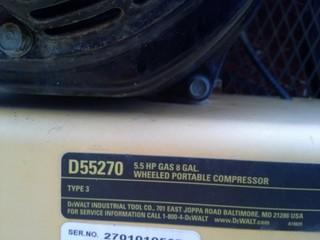 D55270 5.5 HP GAS 8 GAL.
WHEELED PORTABLE COMPRESSOR
TYPE 3
DEWALT INDUSTRIAL TOOL CO., 701 EAST JOPPA ROAD BALTIMORE, MD 21286 USA
FOR SERVICE INFORMATION CALL 1-800-4-DEWALT www.DEWALT.com
SER.NO.